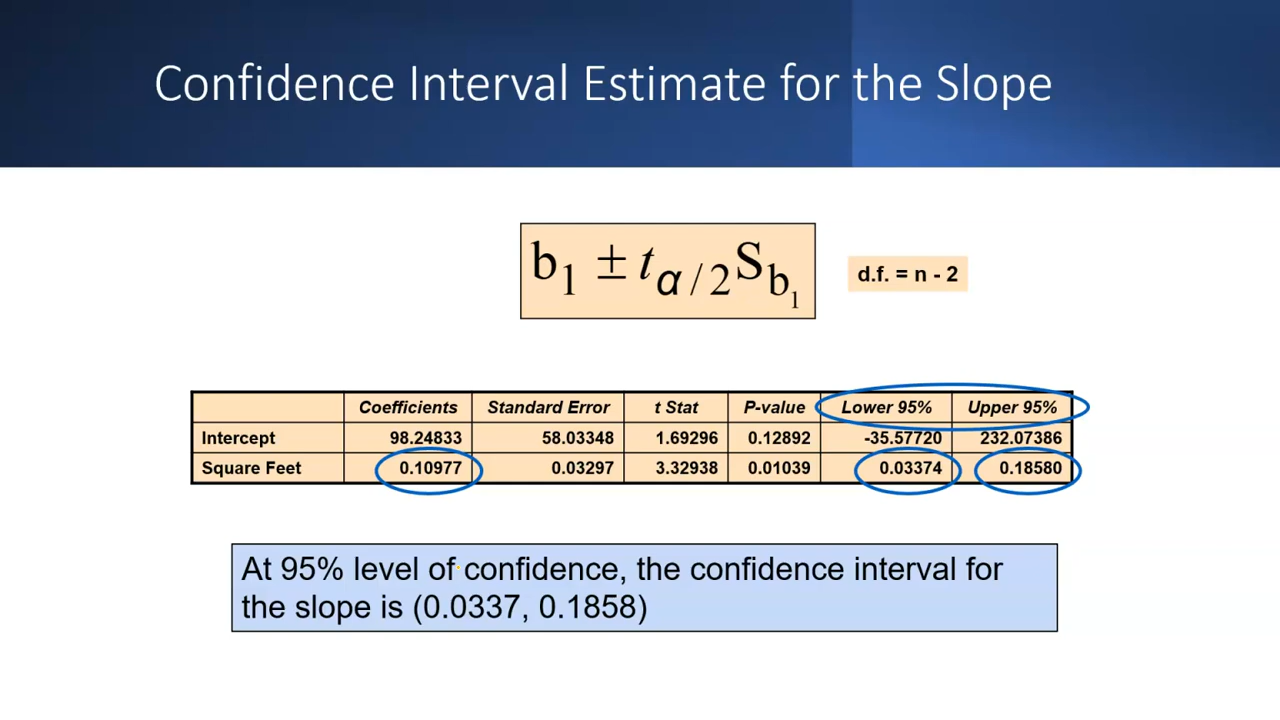 Confidence Interval Estimate for the Slope
b₁ ± t α/2 S b₁
d.f. = n - 2
Coefficients Standard Error t Stat P-value Lower 95% Upper 95%
Intercept 98.24833 58.03348 1.69296 0.12892 -35.57720 232.07386
Square Feet 0.10977 0.03297 3.32938 0.01039 0.03374 0.18580
At 95% level of confidence, the confidence interval for
the slope is (0.0337, 0.1858)